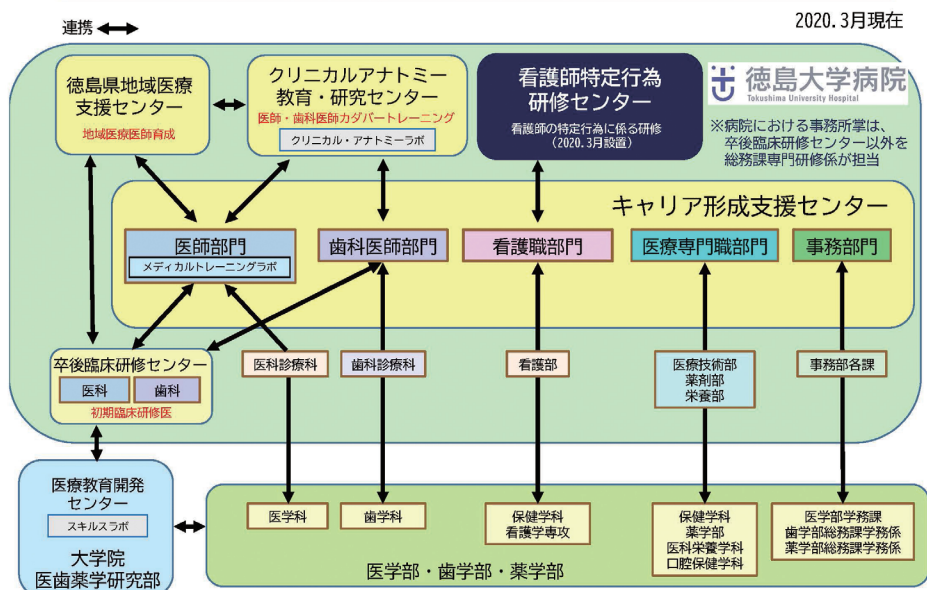 連携
2020.3月現在
徳島県地域医療
支援センター
地域医療医師育成
クリニカルアナトミー
教育・研究センター
医師・歯科医師カダバートレーニング
クリニカル・アナトミーラボ
看護師特定行為
研修センター
看護師の特定行為に係る研修
（2020.3月設置）
徳島大学病院
Tokushima University Hospital
※病院における事務所掌は、
卒後臨床研修センター以外を
総務課専門研修係が担当
キャリア形成支援センター
医師部門
メディカルトレーニングラボ
歯科医師部門
看護職部門
医療専門職部門
事務部門
卒後臨床研修センター
医科
歯科
初期臨床研修医
医科診療科
歯科診療科
看護部
医療技術部
薬剤部
栄養部
事務部各課
医療教育開発
センター
スキルスラボ
大学院
医歯薬学研究部
医学科
歯学科
保健学科
看護学専攻
保健学科
薬学部
医科栄養学科
口腔保健学科
医学部学務課
歯学部総務課学務係
薬学部総務課学務係
医学部・歯学部・薬学部